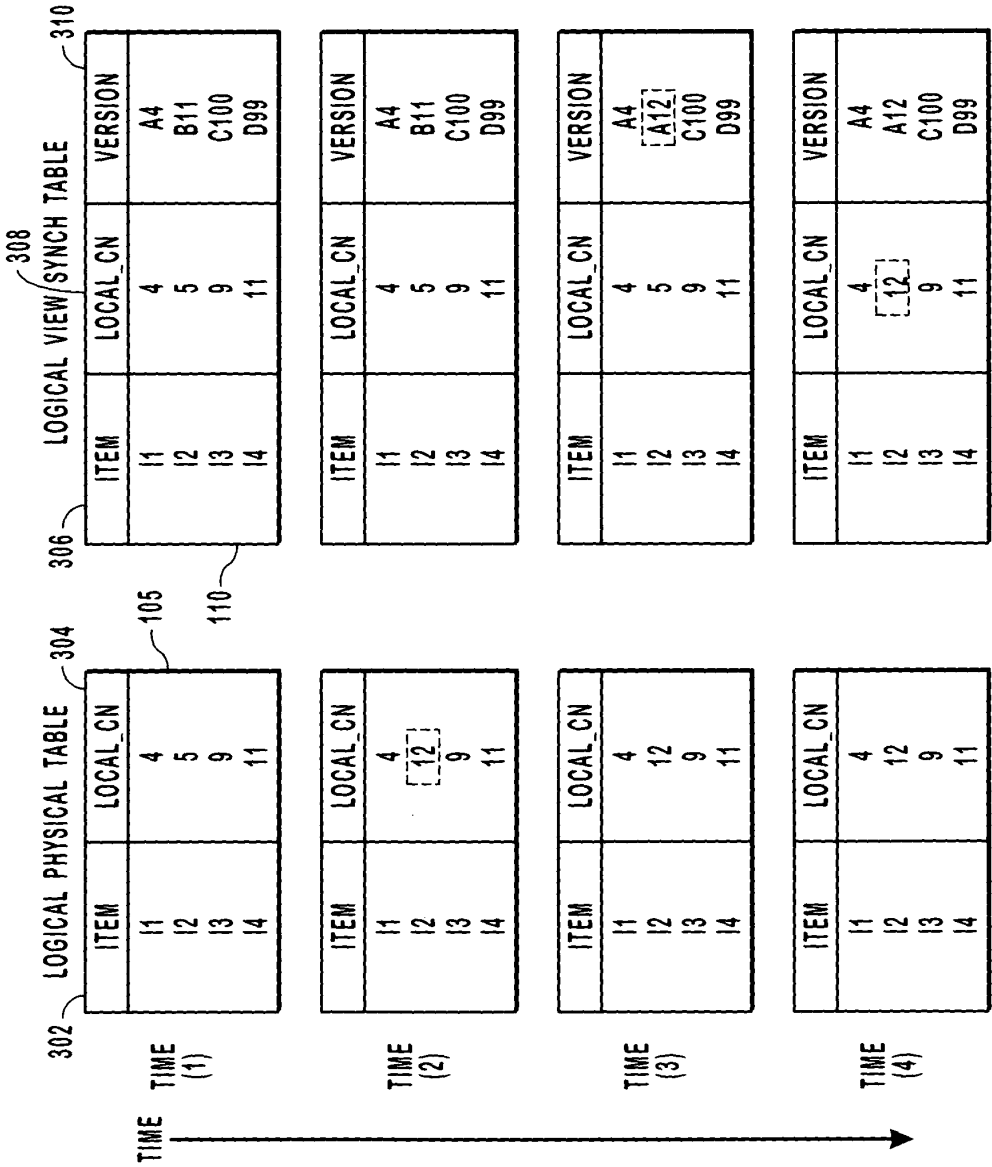 LOGICAL PHYSICAL TABLE
LOGICAL VIEW SYNCH TABLE
302
304
306
308
310
105
110
TIME
TIME
(1)
ITEM LOCAL_CN
I1 4
I2 5
I3 9
I4 11
ITEM LOCAL_CN VERSION
I1 4 A4
I2 5 B11
I3 9 C100
I4 11 D99
TIME
(2)
ITEM LOCAL_CN
I1 4
I2 12
I3 9
I4 11
ITEM LOCAL_CN VERSION
I1 4 A4
I2 5 B11
I3 9 C100
I4 11 D99
TIME
(3)
ITEM LOCAL_CN
I1 4
I2 12
I3 9
I4 11
ITEM LOCAL_CN VERSION
I1 4 A4
I2 5 A12
I3 9 C100
I4 11 D99
TIME
(4)
ITEM LOCAL_CN
I1 4
I2 12
I3 9
I4 11
ITEM LOCAL_CN VERSION
I1 4 A4
I2 12 A12
I3 9 C100
I4 11 D99